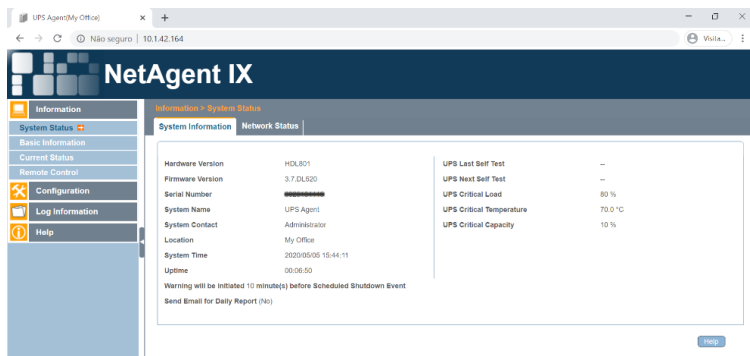 UPS Agent(My Office)
Não seguro | 10.1.42.164
Visita...
NetAgent IX
Information
System Status
Basic Information
Current Status
Remote Control
Configuration
Log Information
Help
Information > System Status
System Information Network Status
Hardware Version HDL801
Firmware Version 3.7.DL520
Serial Number
System Name UPS Agent
System Contact Administrator
Location My Office
System Time 2020/05/05 15:44:11
Uptime 00:06:50
Warning will be Initiated 10 minute(s) before Scheduled Shutdown Event
Send Email for Daily Report (No)
UPS Last Self Test --
UPS Next Self Test --
UPS Critical Load 80 %
UPS Critical Temperature 70.0 °C
UPS Critical Capacity 10 %
Help